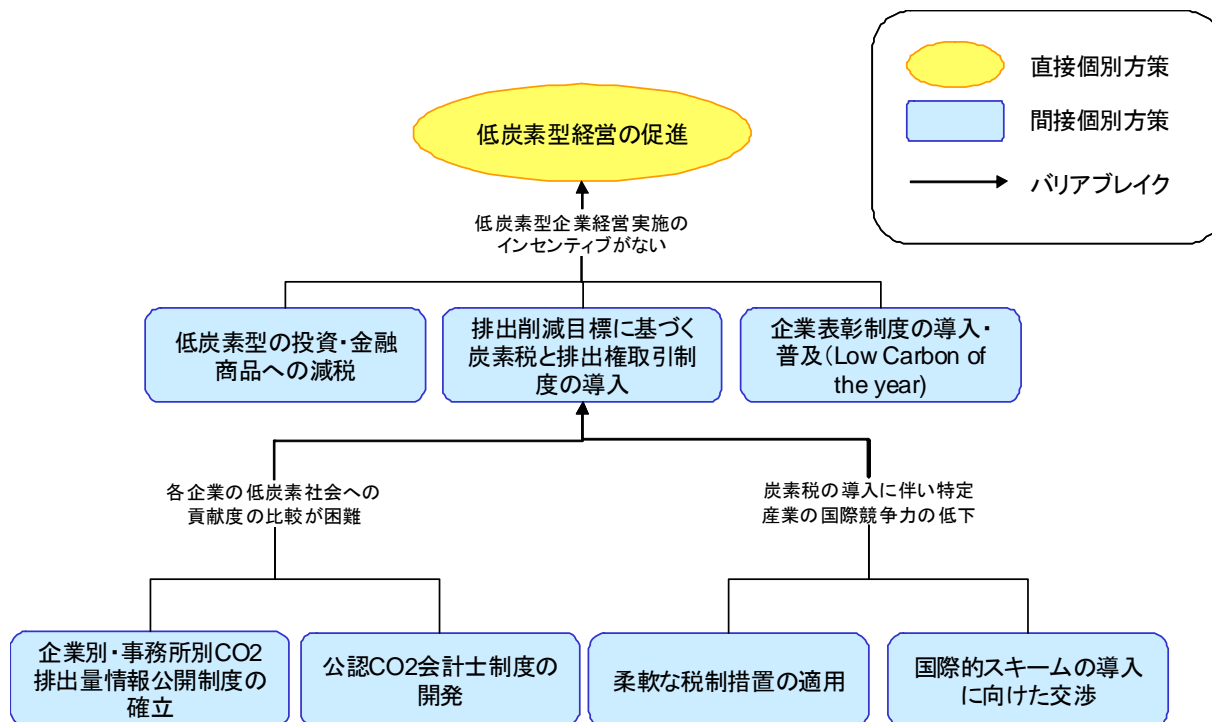 直接個別方策
間接個別方策
バリアブレイク
低炭素型経営の促進
低炭素型企業経営実施の
インセンティブがない
低炭素型の投資・金融
商品への減税
排出削減目標に基づく
炭素税と排出権取引制
度の導入
企業表彰制度の導入・
普及(Low Carbon of
the year)
各企業の低炭素社会への
貢献度の比較が困難
炭素税の導入に伴い特定
産業の国際競争力の低下
企業別・事務所別CO2
排出量情報公開制度の
確立
公認CO2会計士制度の
開発
柔軟な税制措置の適用
国際的スキームの導入
に向けた交渉